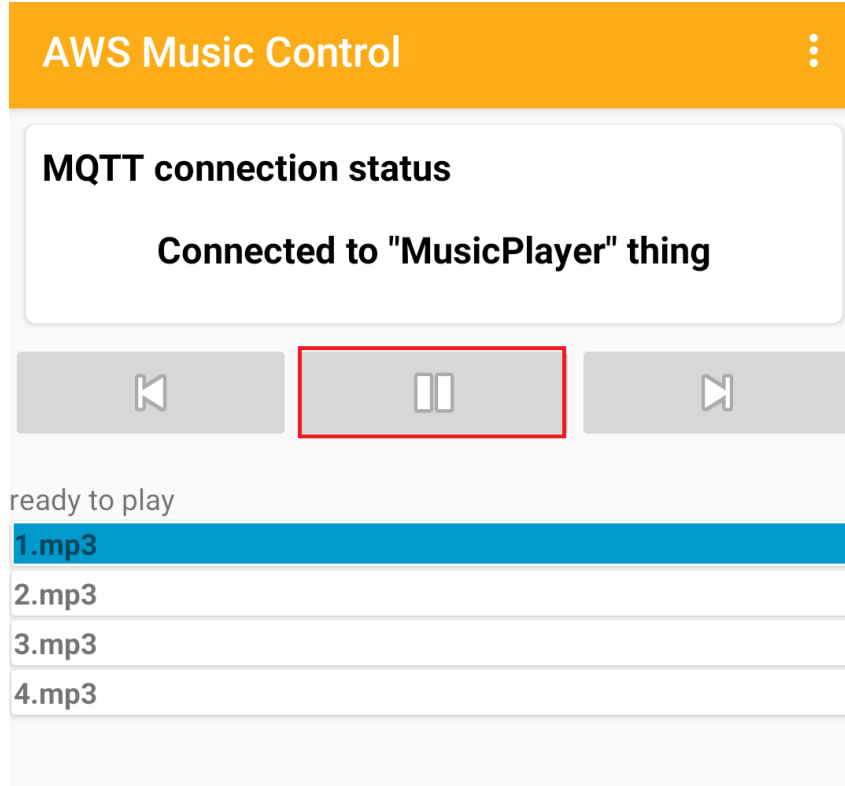 AWS Music Control
MQTT connection status
Connected to "MusicPlayer" thing
ready to play
1.mp3
2.mp3
3.mp3
4.mp3